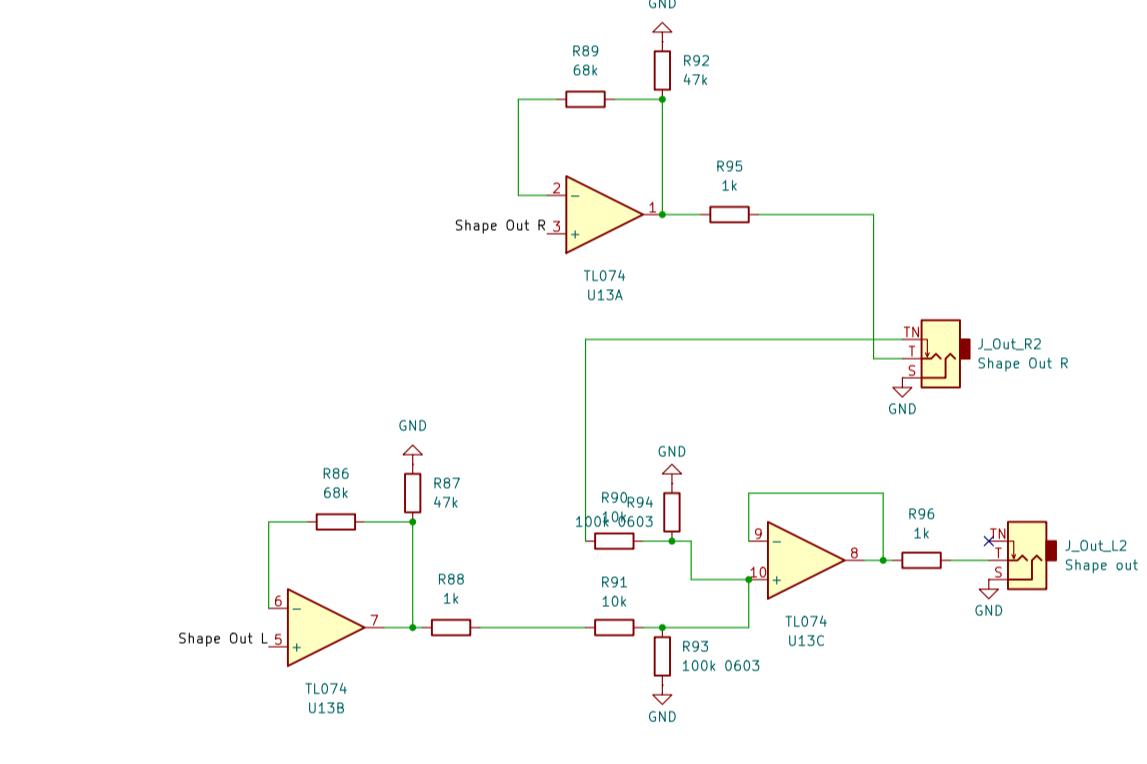 GND
R89
68k
R92
47k
R95
1k
2
1
Shape Out R
3
TL074
U13A
TN
T
S
J_Out_R2
Shape Out R
GND
GND
R86
68k
R87
47k
GND
R90
10k
R94
100k 0603
R96
1k
9
8
10
TN
T
S
J_Out_L2
Shape out
GND
R88
1k
R91
10k
6
7
Shape Out L
5
TL074
U13C
R93
100k 0603
TL074
U13B
GND